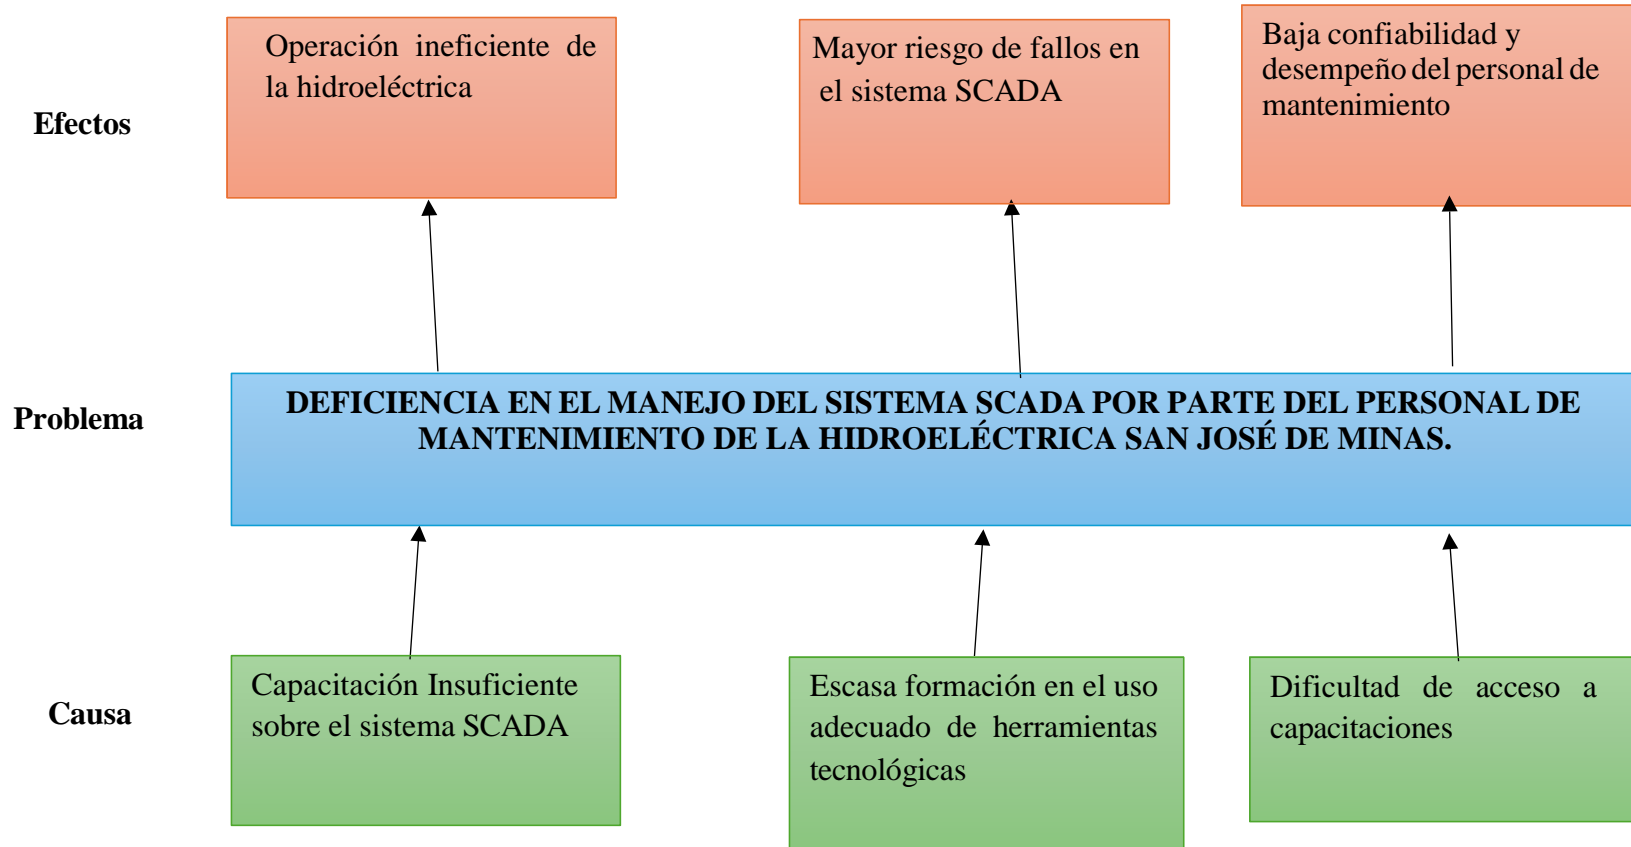 Efectos
Operación ineficiente de
la hidroeléctrica
Mayor riesgo de fallos en
el sistema SCADA
Baja confiabilidad y
desempeño del personal de
mantenimiento
Problema
DEFICIENCIA EN EL MANEJO DEL SISTEMA SCADA POR PARTE DEL PERSONAL DE
MANTENIMIENTO DE LA HIDROELÉCTRICA SAN JOSÉ DE MINAS.
Causa
Capacitación Insuficiente
sobre el sistema SCADA
Escasa formación en el uso
adecuado de herramientas
tecnológicas
Dificultad de acceso a
capacitaciones